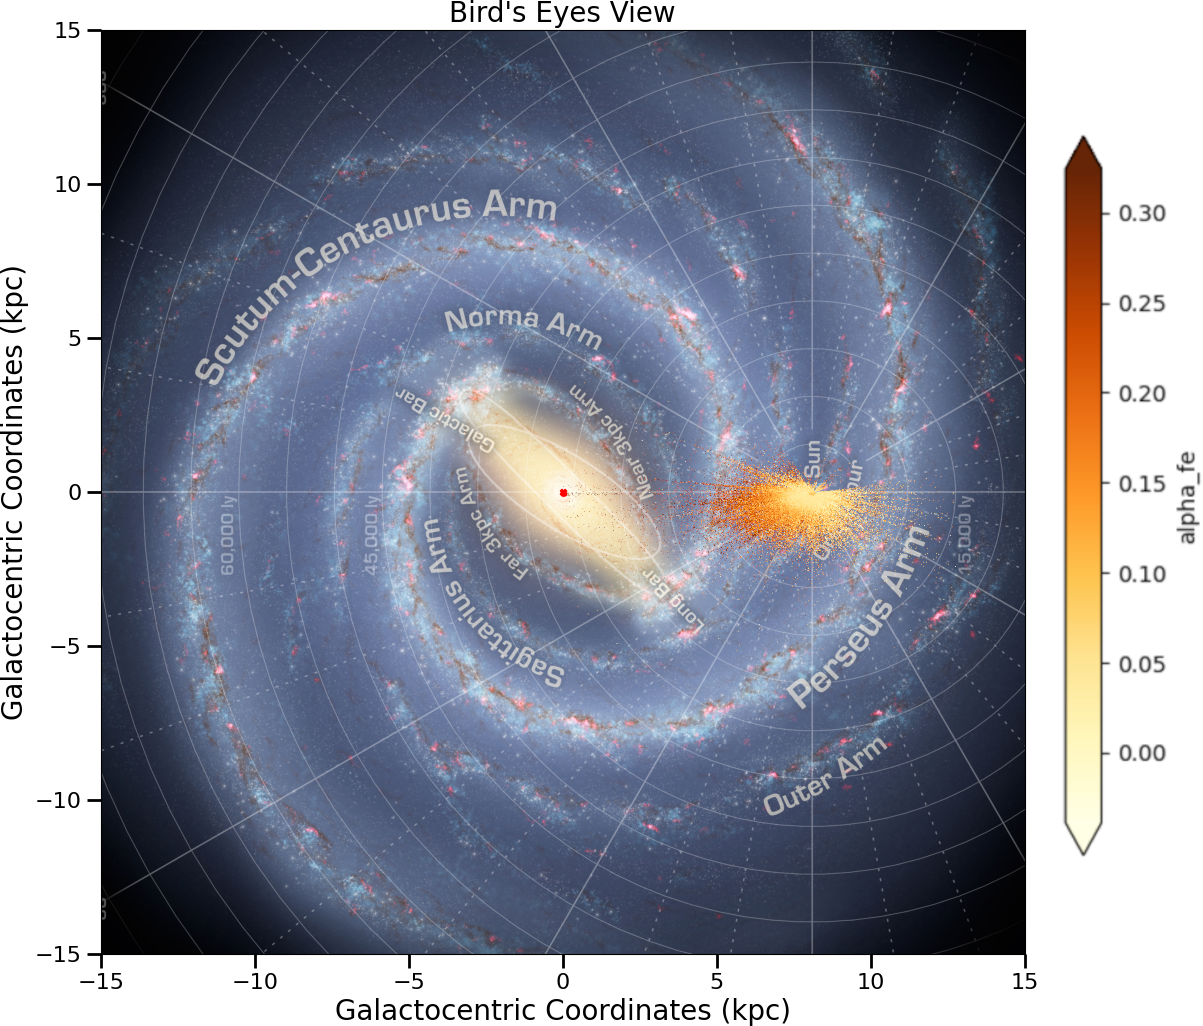 Bird's Eyes View
15
10
5
0
−5
−10
−15
−15
−10
−5
0
5
10
15
Galactocentric Coordinates (kpc)
Galactocentric Coordinates (kpc)
Scutum-Centaurus Arm
Norma Arm
Galactic Bar
Near 3kpc Arm
Far 3kpc Arm
Long Bar
Sagittarius Arm
Sun
Perseus Arm
Outer Arm
60,000 ly
45,000 ly
15,000 ly
0.30
0.25
0.20
0.15
0.10
0.05
0.00
alpha_fe